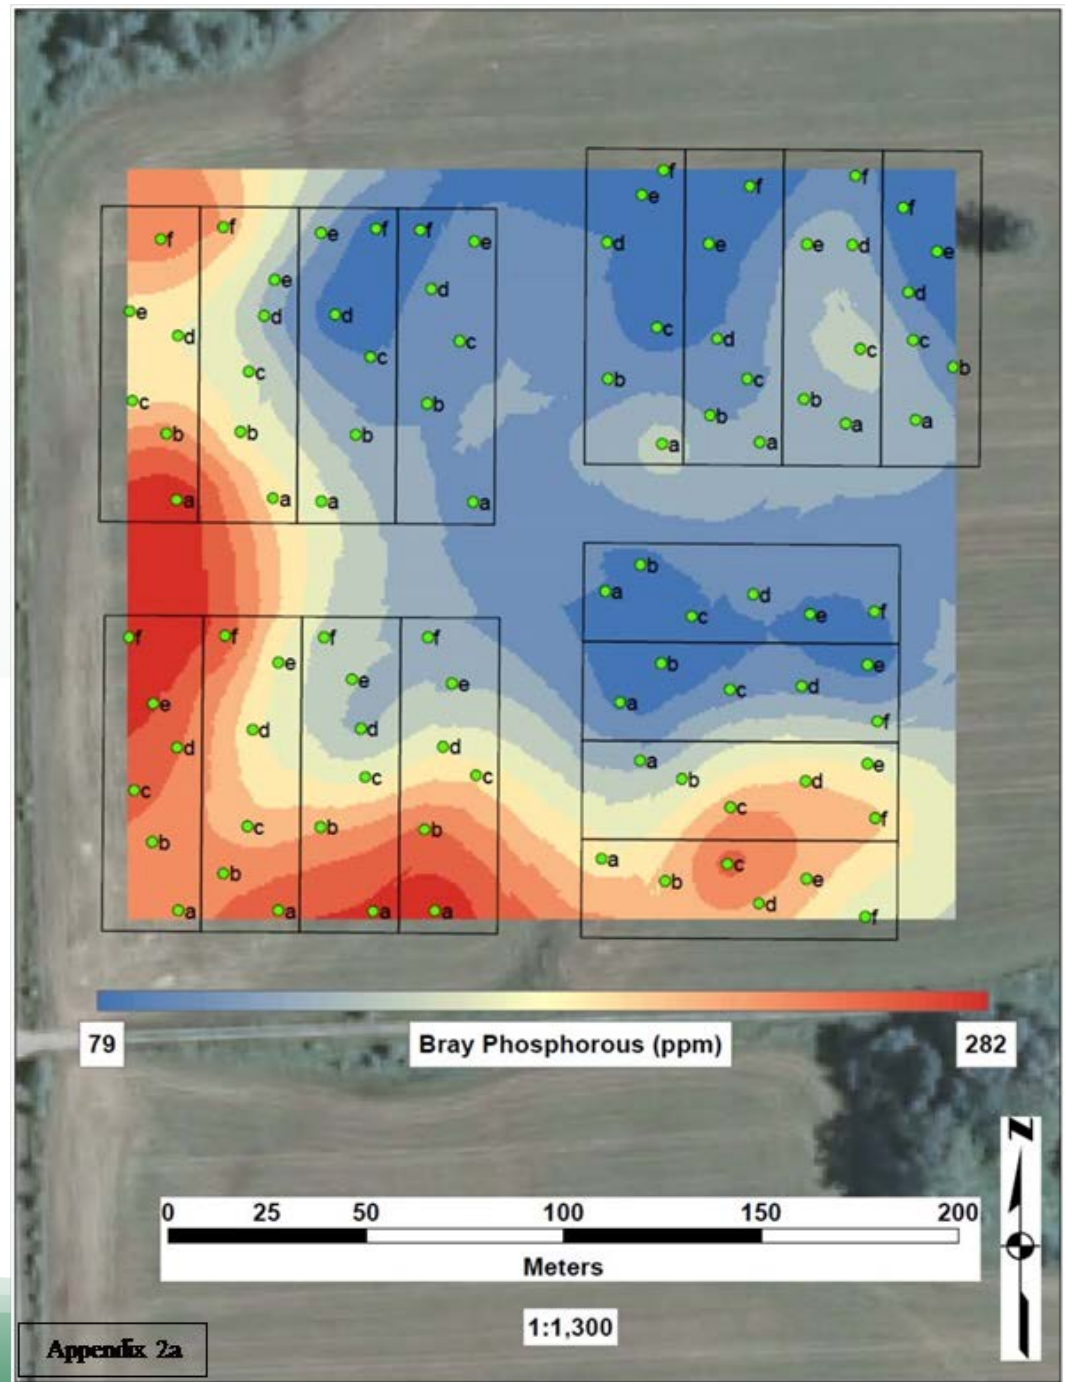 f
f
f
e
f
f f f
e
f e d e d
e
e
d d
e
d d
c
d c d c
c
c
b
c
b c
c b b
b
a a
b b b
a a
a a a a
b
a d
c e f
f f f
e b e
e e c d
e a
f
d d
d d
a e
c c b d
c
c
f
c b b
b
a c
b b e
d
a a a a f
79 Bray Phosphorous (ppm) 282
N
0 25 50 100 150 200
Meters
1:1,300
Appendix 2a